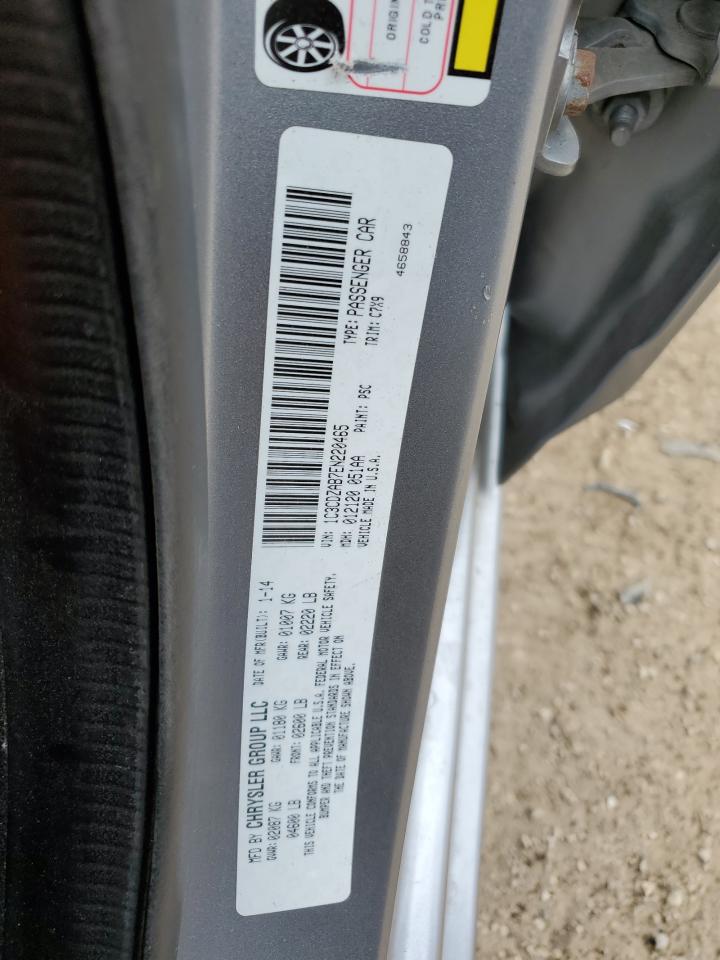 ORIGIN
COLD T
PR
MFD BY CHRYSLER GROUP LLC DATE OF MFR(BUILT): 1-14
GVWR: 02087 KG GAWR: 01180 KG GAWR: 01007 KG
04600 LB FRONT: 02600 LB REAR: 02220 LB
THIS VEHICLE CONFORMS TO ALL APPLICABLE U.S.A. FEDERAL MOTOR VEHICLE SAFETY,
BUMPER AND THEFT PREVENTION STANDARDS IN EFFECT ON
THE DATE OF MANUFACTURE SHOWN ABOVE.
VIN: 1C3CDZAB7EN220465 TYPE: PASSENGER CAR
MDH: 012120 051AA PAINT: PSC TRIM: C7X9
VEHICLE MADE IN U.S.A.
4658843